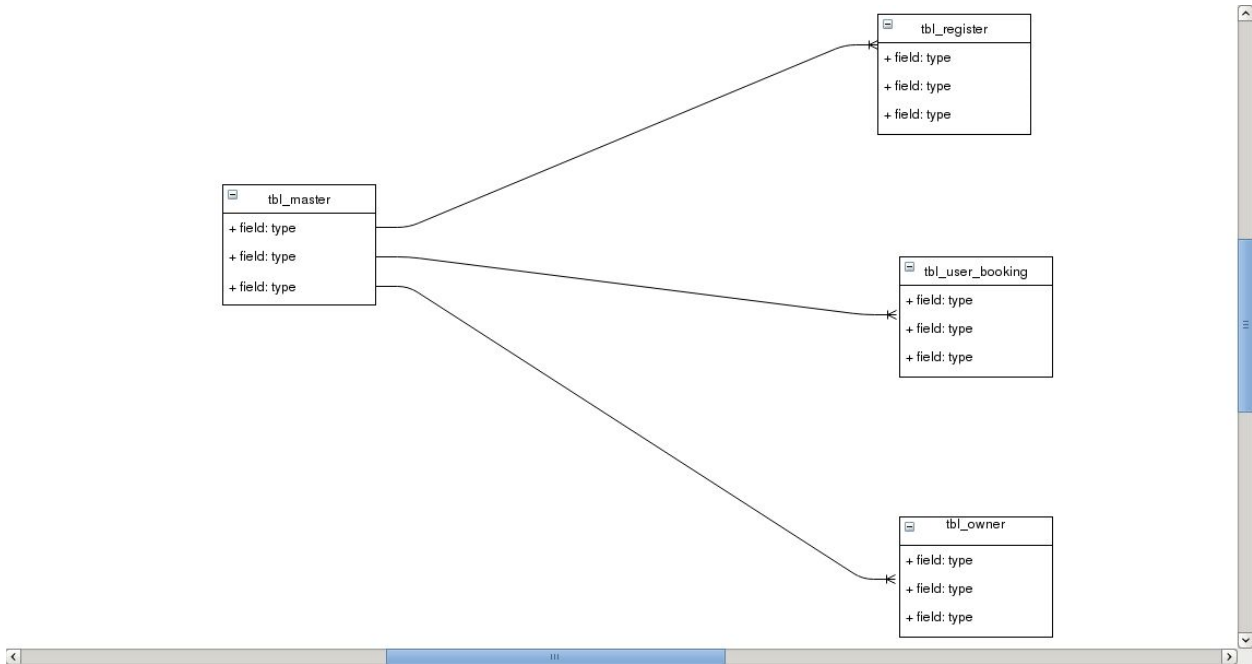 tbl_register
+ field: type
+ field: type
+ field: type
tbl_master
+ field: type
+ field: type
+ field: type
tbl_user_booking
+ field: type
+ field: type
+ field: type
tbl_owner
+ field: type
+ field: type
+ field: type